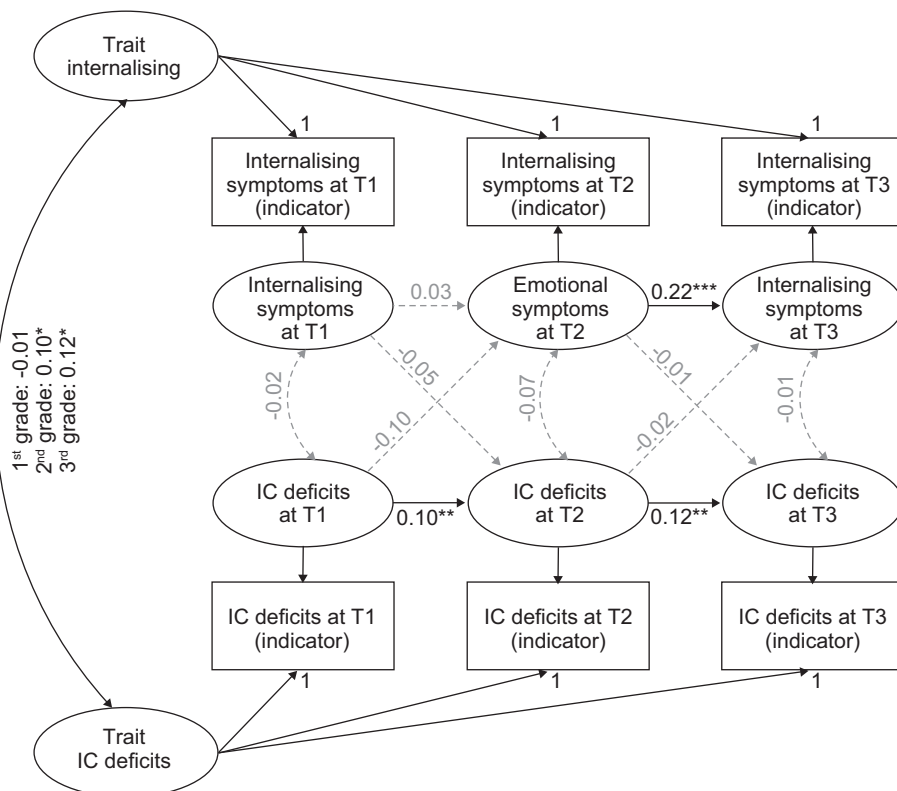 Trait
internalising
1
1
1
Internalising
symptoms at T1
(indicator)
Internalising
symptoms at T2
(indicator)
Internalising
symptoms at T3
(indicator)
Internalising
symptoms
at T1
0.03
Emotional
symptoms
at T2
0.22***
Internalising
symptoms
at T3
1st grade: -0.01
2nd grade: 0.10*
3rd grade: 0.12*
-0.02
-0.05
-0.10
-0.07
-0.01
-0.02
-0.01
IC deficits
at T1
0.10**
IC deficits
at T2
0.12**
IC deficits
at T3
IC deficits at T1
(indicator)
IC deficits at T2
(indicator)
IC deficits at T3
(indicator)
1
1
1
Trait
IC deficits